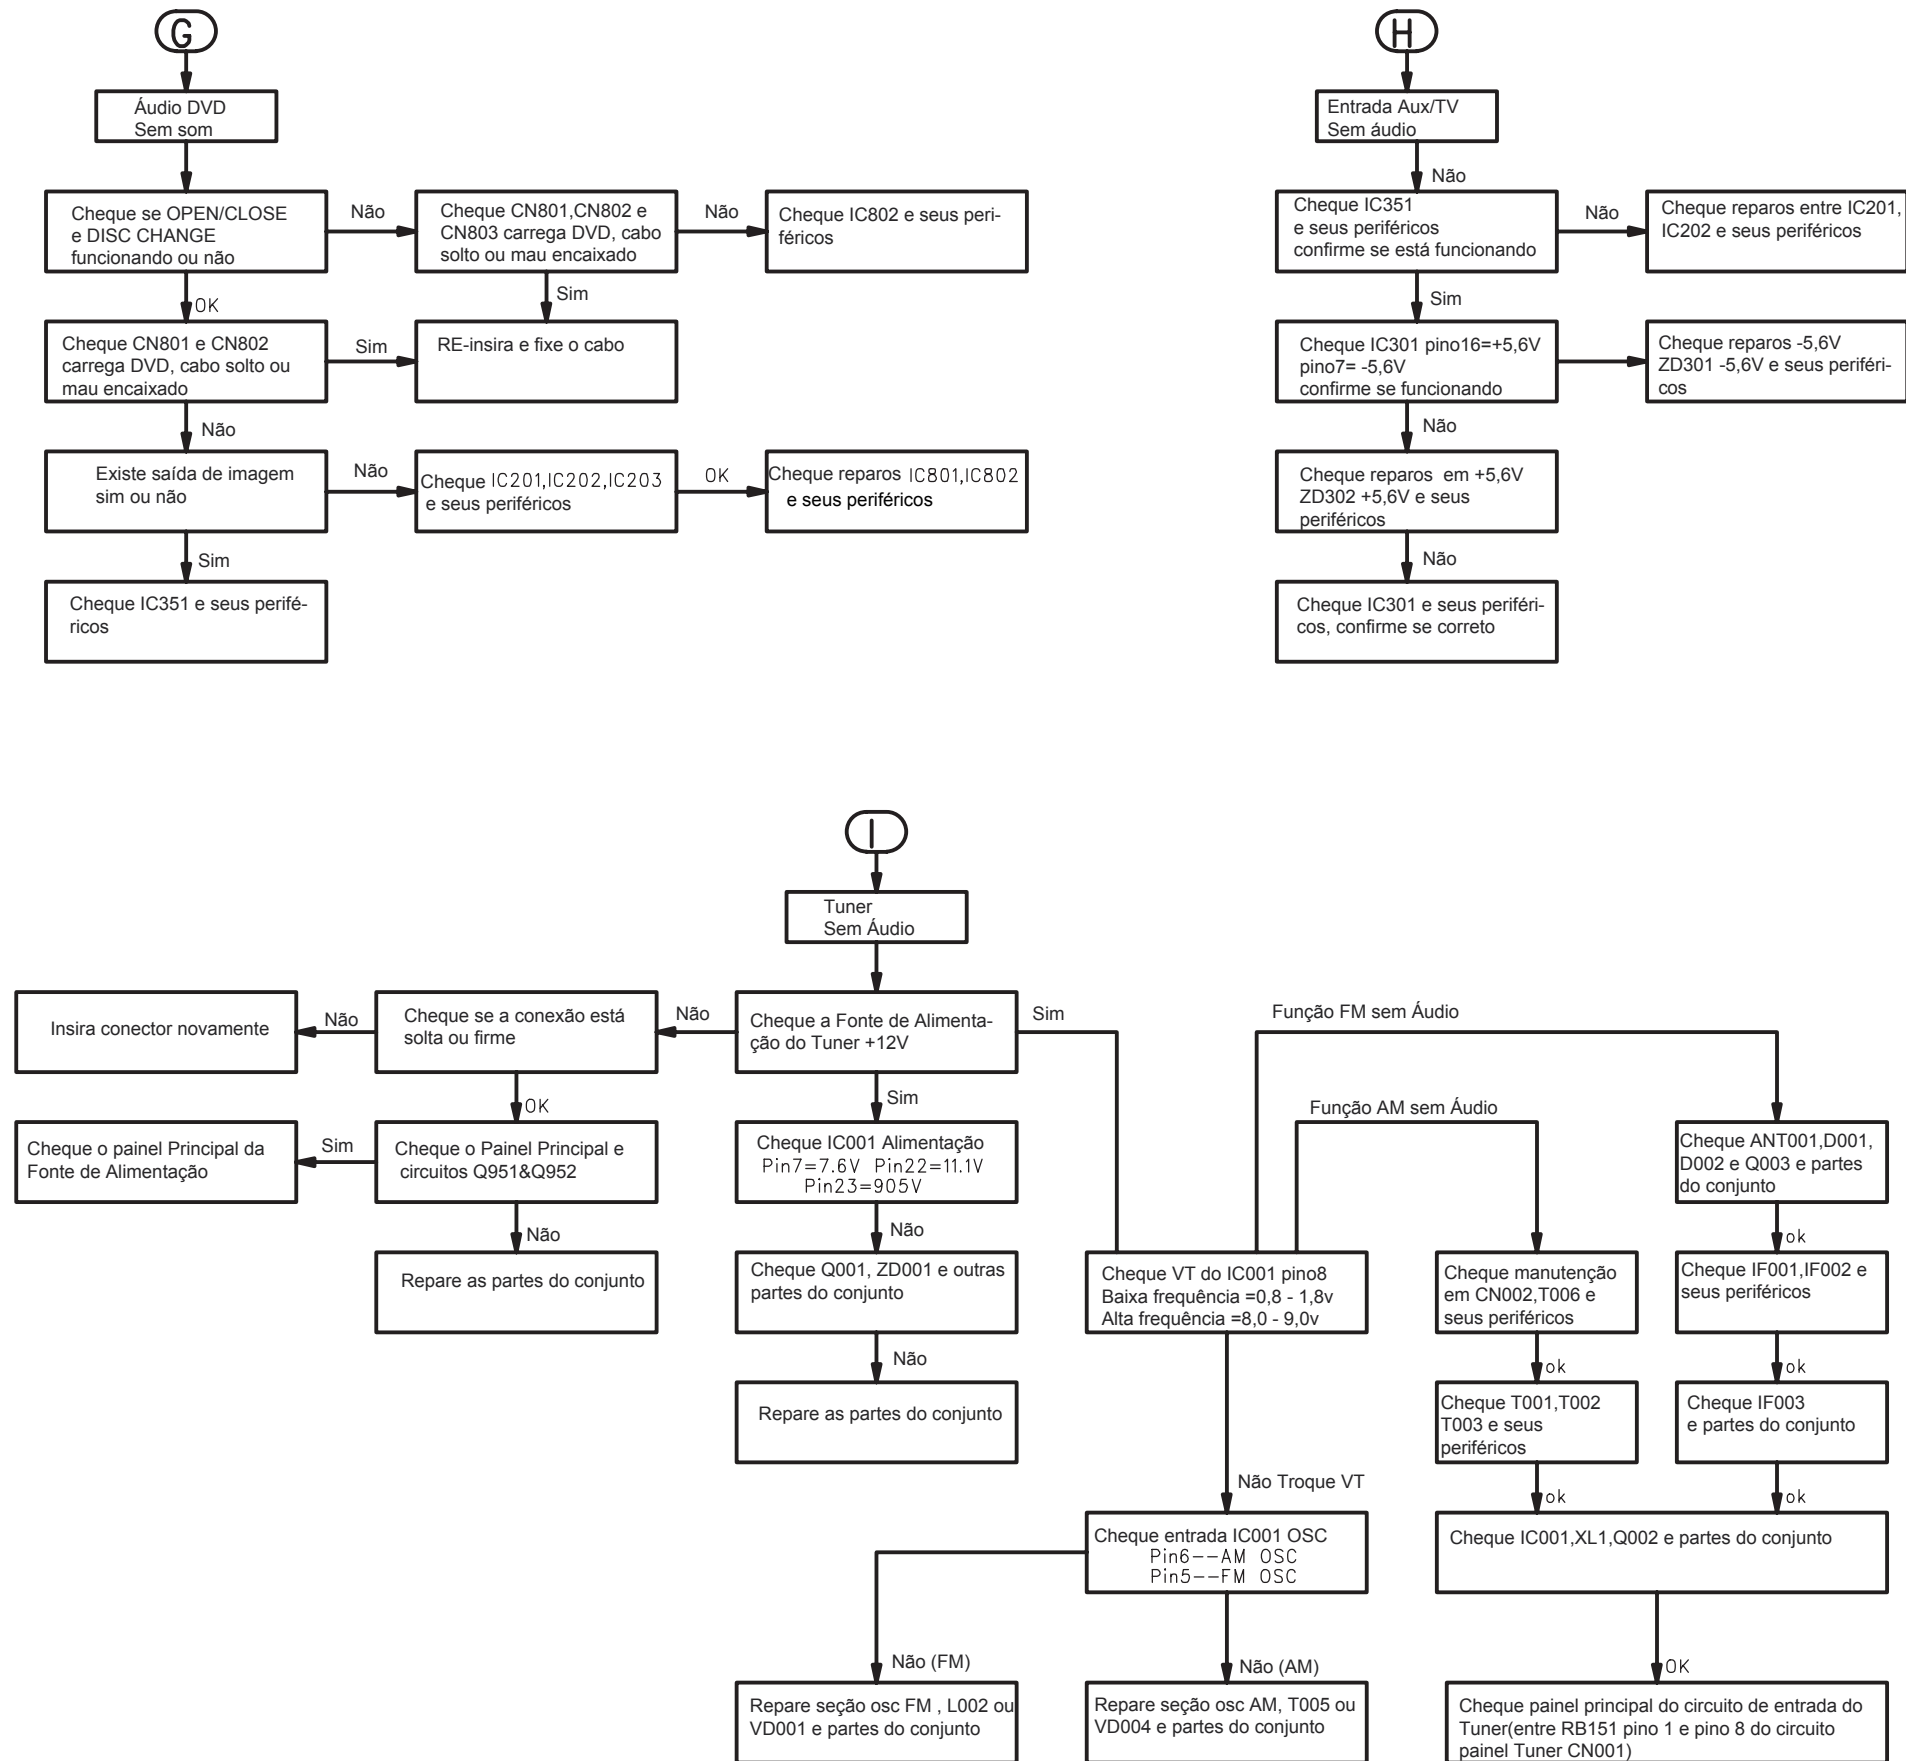 G
Áudio DVD
Sem som
Cheque se OPEN/CLOSE
e DISC CHANGE
funcionando ou não
Não
Cheque CN801,CN802 e
CN803 carrega DVD, cabo
solto ou mau encaixado
Não
Cheque IC802 e seus peri-
féricos
OK
Sim
Cheque CN801 e CN802
carrega DVD, cabo solto ou
mau encaixado
Sim
RE-insira e fixe o cabo
Não
Existe saída de imagem
sim ou não
Não
Cheque IC201,IC202,IC203
e seus periféricos
OK
Cheque reparos IC801,IC802
e seus periféricos
Sim
Cheque IC351 e seus perifé-
ricos
H
Entrada Aux/TV
Sem áudio
Não
Cheque IC351
e seus periféricos
confirme se está funcionando
Não
Cheque reparos entre IC201,
IC202 e seus periféricos
Sim
Cheque IC301 pino16=+5,6V
pino7= -5,6V
confirme se funcionando
Cheque reparos -5,6V
ZD301 -5,6V e seus periféri-
cos
Não
Cheque reparos em +5,6V
ZD302 +5,6V e seus
periféricos
Não
Cheque IC301 e seus periféri-
cos, confirme se correto
I
Tuner
Sem Áudio
Cheque a Fonte de Alimenta-
ção do Tuner +12V
Não
Cheque se a conexão está
solta ou firme
Não
Insira conector novamente
OK
Cheque o Painel Principal e
circuitos Q951&Q952
Sim
Cheque o painel Principal da
Fonte de Alimentação
Não
Repare as partes do conjunto
Sim
Cheque IC001 Alimentação
Pin7=7.6V Pin22=11.1V
Pin23=905V
Não
Cheque Q001, ZD001 e outras
partes do conjunto
Não
Repare as partes do conjunto
Sim
Cheque VT do IC001 pino8
Baixa frequência =0,8 - 1,8v
Alta frequência =8,0 - 9,0v
Não Troque VT
Cheque entrada IC001 OSC
Pin6--AM OSC
Pin5--FM OSC
Não (FM)
Repare seção osc FM , L002 ou
VD001 e partes do conjunto
Não (AM)
Repare seção osc AM, T005 ou
VD004 e partes do conjunto
Função FM sem Áudio
Função AM sem Áudio
Cheque manutenção
em CN002,T006 e
seus periféricos
ok
Cheque T001,T002
T003 e seus
periféricos
ok
Cheque ANT001,D001,
D002 e Q003 e partes
do conjunto
ok
Cheque IF001,IF002 e
seus periféricos
ok
Cheque IF003
e partes do conjunto
ok
Cheque IC001,XL1,Q002 e partes do conjunto
OK
Cheque painel principal do circuito de entrada do
Tuner(entre RB151 pino 1 e pino 8 do circuito
painel Tuner CN001)